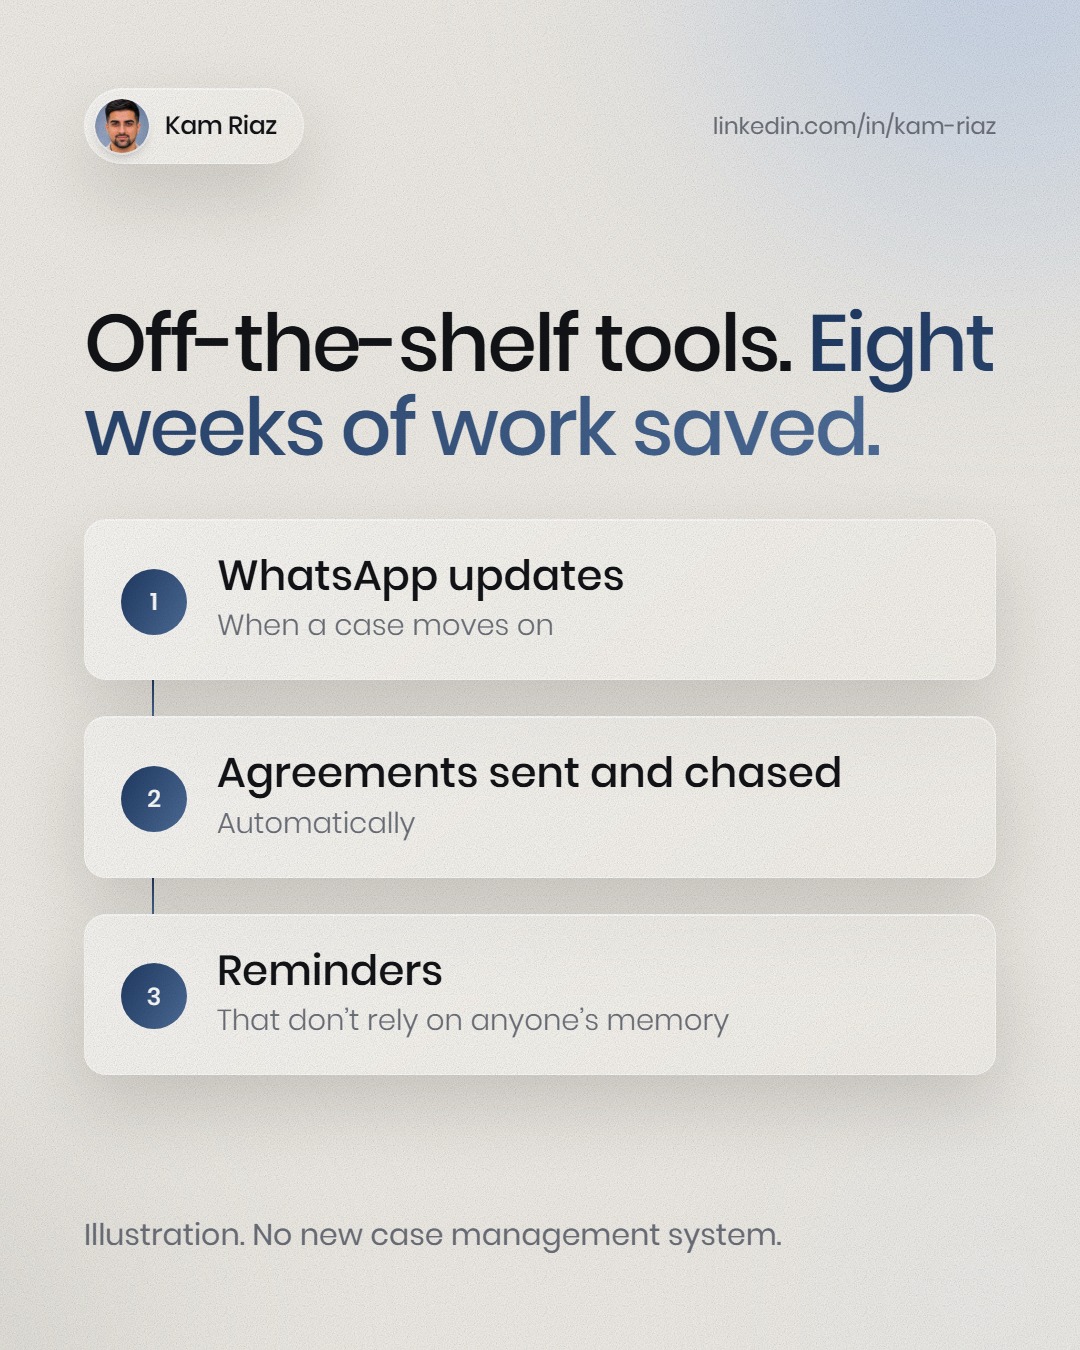 Kam Riaz
linkedin.com/in/kam-riaz
Off-the-shelf tools. Eight
weeks of work saved.
1
WhatsApp updates
When a case moves on
2
Agreements sent and chased
Automatically
3
Reminders
That don’t rely on anyone’s memory
Illustration. No new case management system.